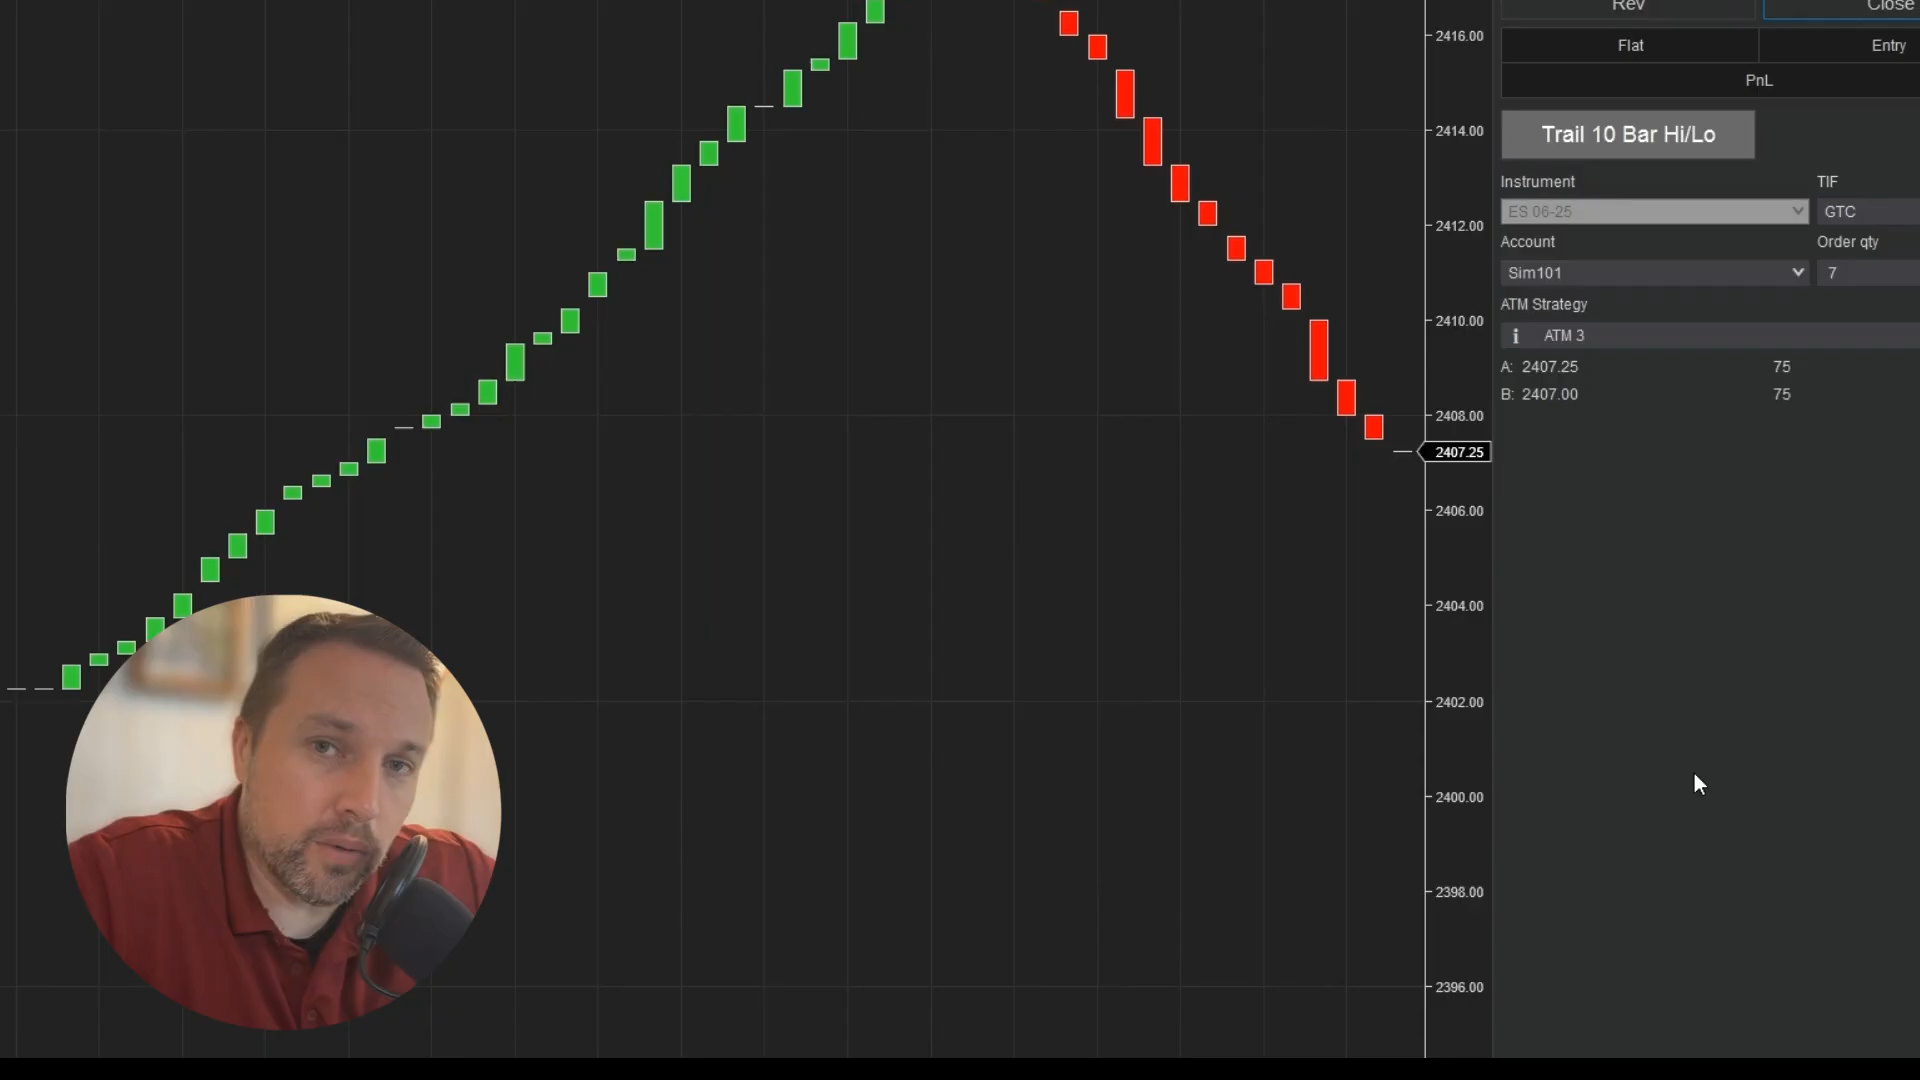 Rev Close
Flat Entry
PnL
Trail 10 Bar Hi/Lo
Instrument TIF
ES 06-25 GTC
Account Order qty
Sim101 7
ATM Strategy
i ATM 3
A: 2407.25 75
B: 2407.00 75
2416.00
2414.00
2412.00
2410.00
2408.00
2407.25
2406.00
2404.00
2402.00
2400.00
2398.00
2396.00